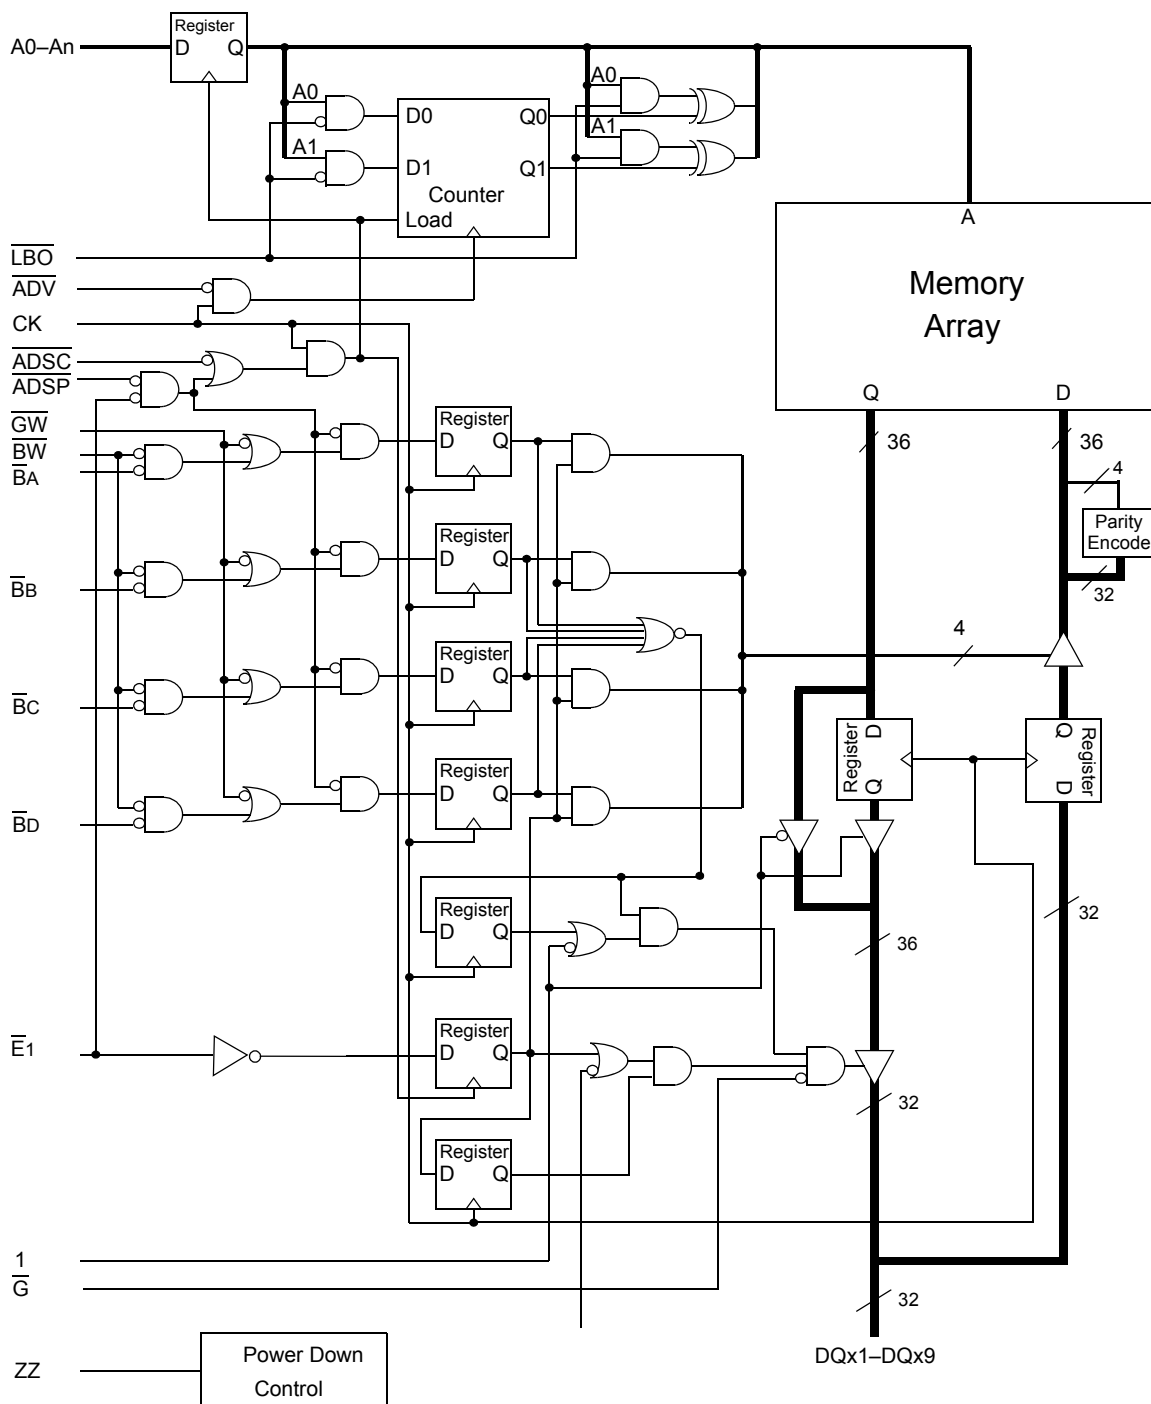 Register
A0–An
D Q
A0
A0
D0 Q0
A1
A1
D1 Q1
Counter
Load
A
LBO
Memory
Array
ADV
CK
ADSC
ADSP
Q D
GW
Register
D Q
36 36
BW
BA
4
Parity
Encode
Register
D Q
BB
32
4
Register
D Q
BC
D
Register
Q
Q
Register
D
Register
D Q
BD
32
Register
D Q
36
Register
D Q
E1
32
Register
D Q
1
G
32
DQx1–DQx9
ZZ
Power Down
Control